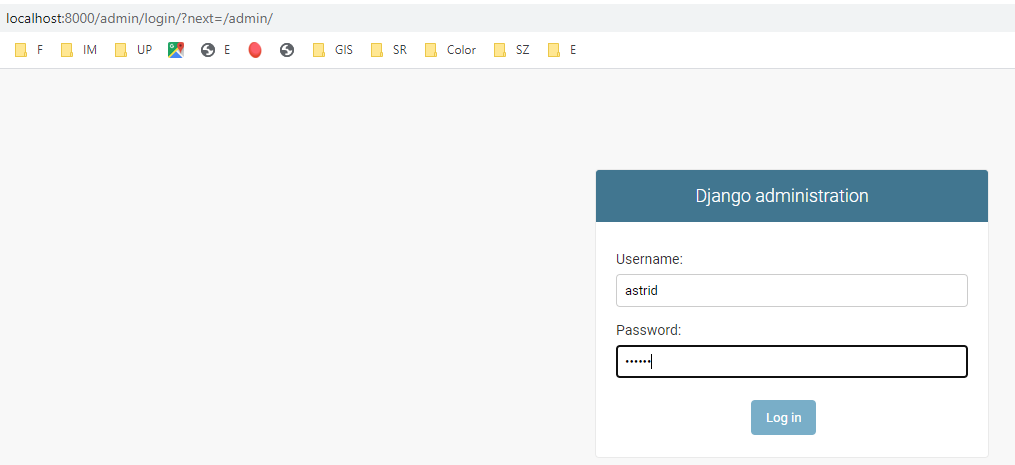 localhost:8000/admin/login/?next=/admin/
F IM UP E GIS SR Color SZ E
Django administration
Username:
astrid
Password:
••••••
Log in